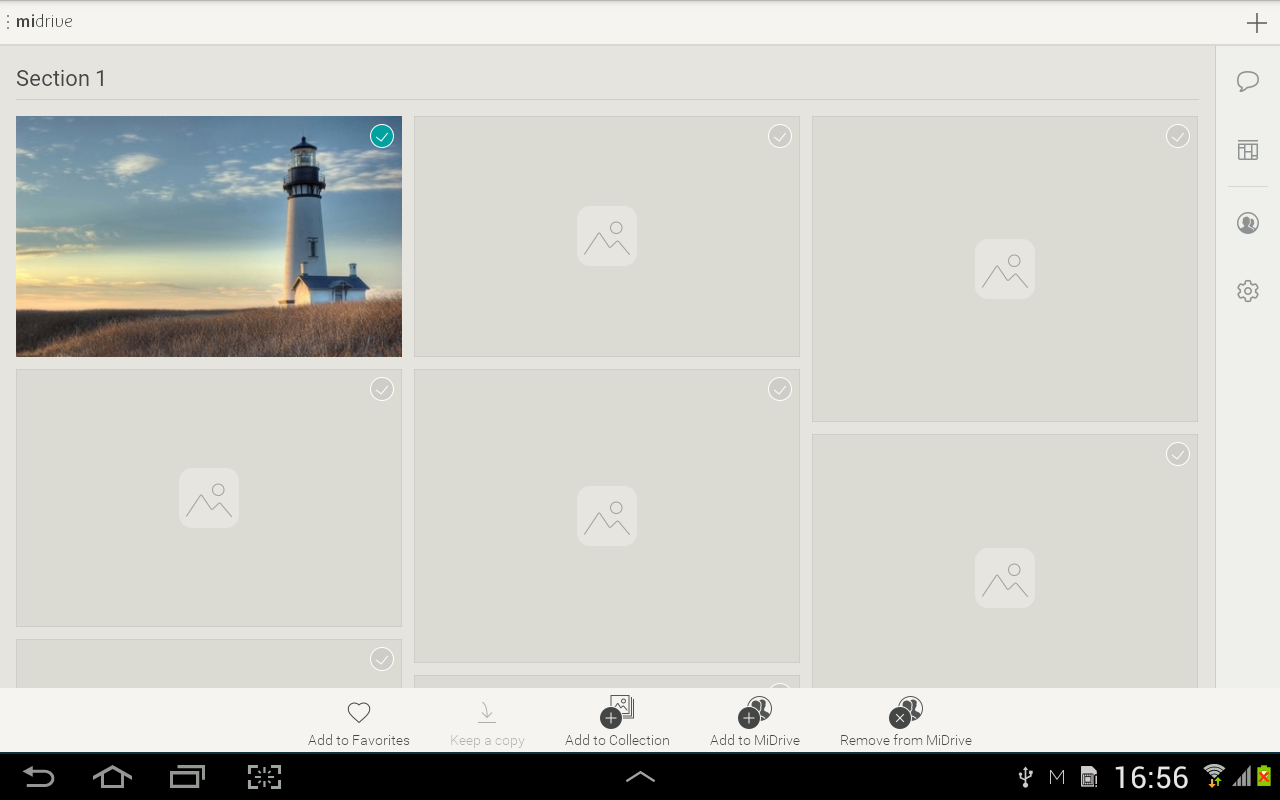 midrive
Section 1
Add to Favorites
Keep a copy
Add to Collection
Add to MiDrive
Remove from MiDrive
16:56